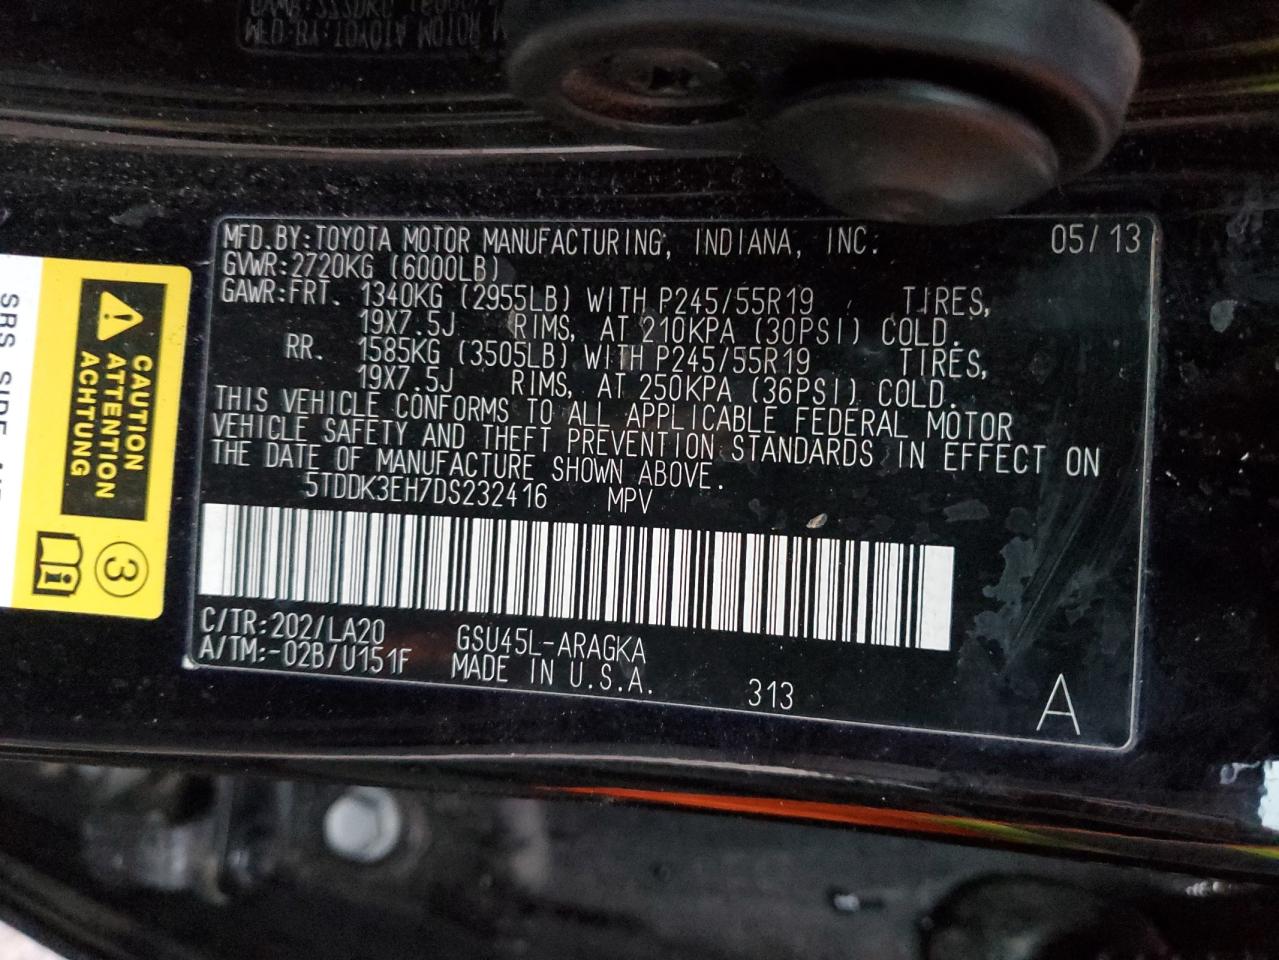 MFD.BY:TOYOTA MOTOR MANUFACTURING, INDIANA, INC. 05/13
GVWR:2720KG (6000LB)
GAWR:FRT. 1340KG (2955LB) WITH P245/55R19 TIRES,
19X7.5J RIMS, AT 210KPA (30PSI) COLD.
RR. 1585KG (3505LB) WITH P245/55R19 TIRES,
19X7.5J RIMS, AT 250KPA (36PSI) COLD.
THIS VEHICLE CONFORMS TO ALL APPLICABLE FEDERAL MOTOR
VEHICLE SAFETY AND THEFT PREVENTION STANDARDS IN EFFECT ON
THE DATE OF MANUFACTURE SHOWN ABOVE.
5TDDK3EH7DS232416 MPV
C/TR:202/LA20 GSU45L-ARAGKA
A/TM:-02B/U151F MADE IN U.S.A. 313 A
CAUTION
ATTENTION
ACHTUNG
3
SRS SIDE